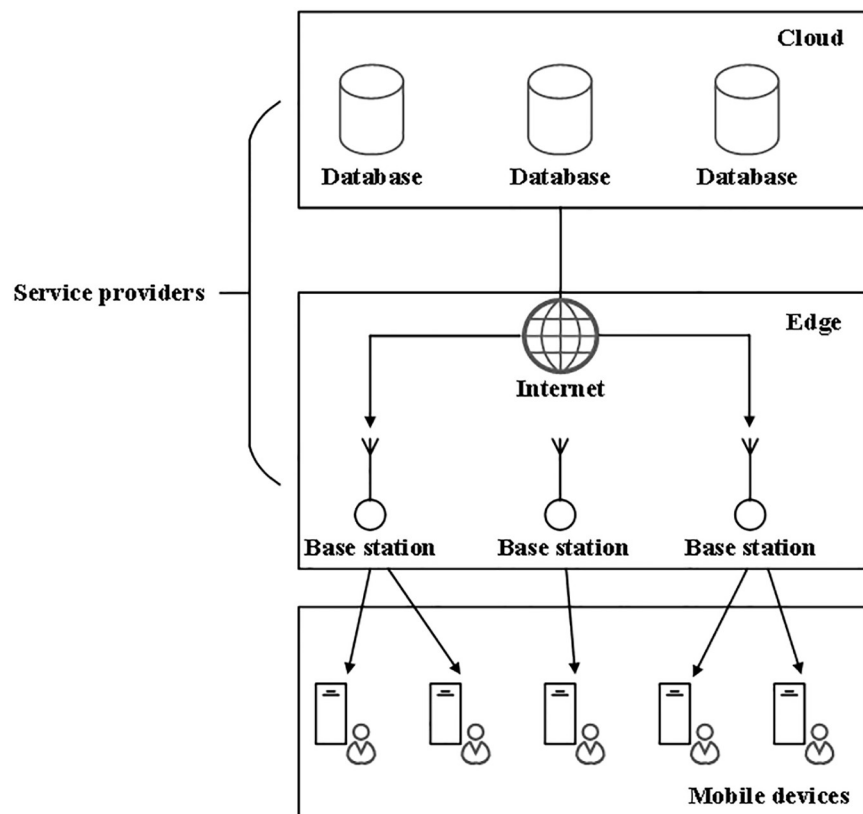 Cloud
Database
Database
Database
Service providers
Edge
Internet
Base station
Base station
Base station
Mobile devices